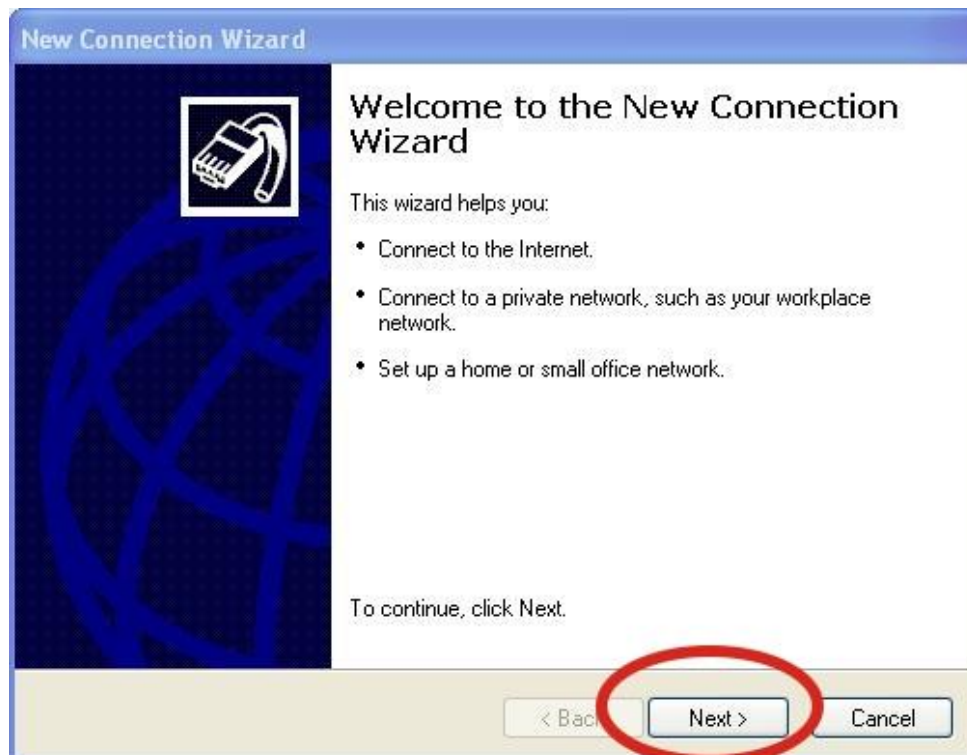 New Connection Wizard
Welcome to the New Connection
Wizard
This wizard helps you:
• Connect to the Internet.
• Connect to a private network, such as your workplace
network.
• Set up a home or small office network.
To continue, click Next.
< Back Next > Cancel